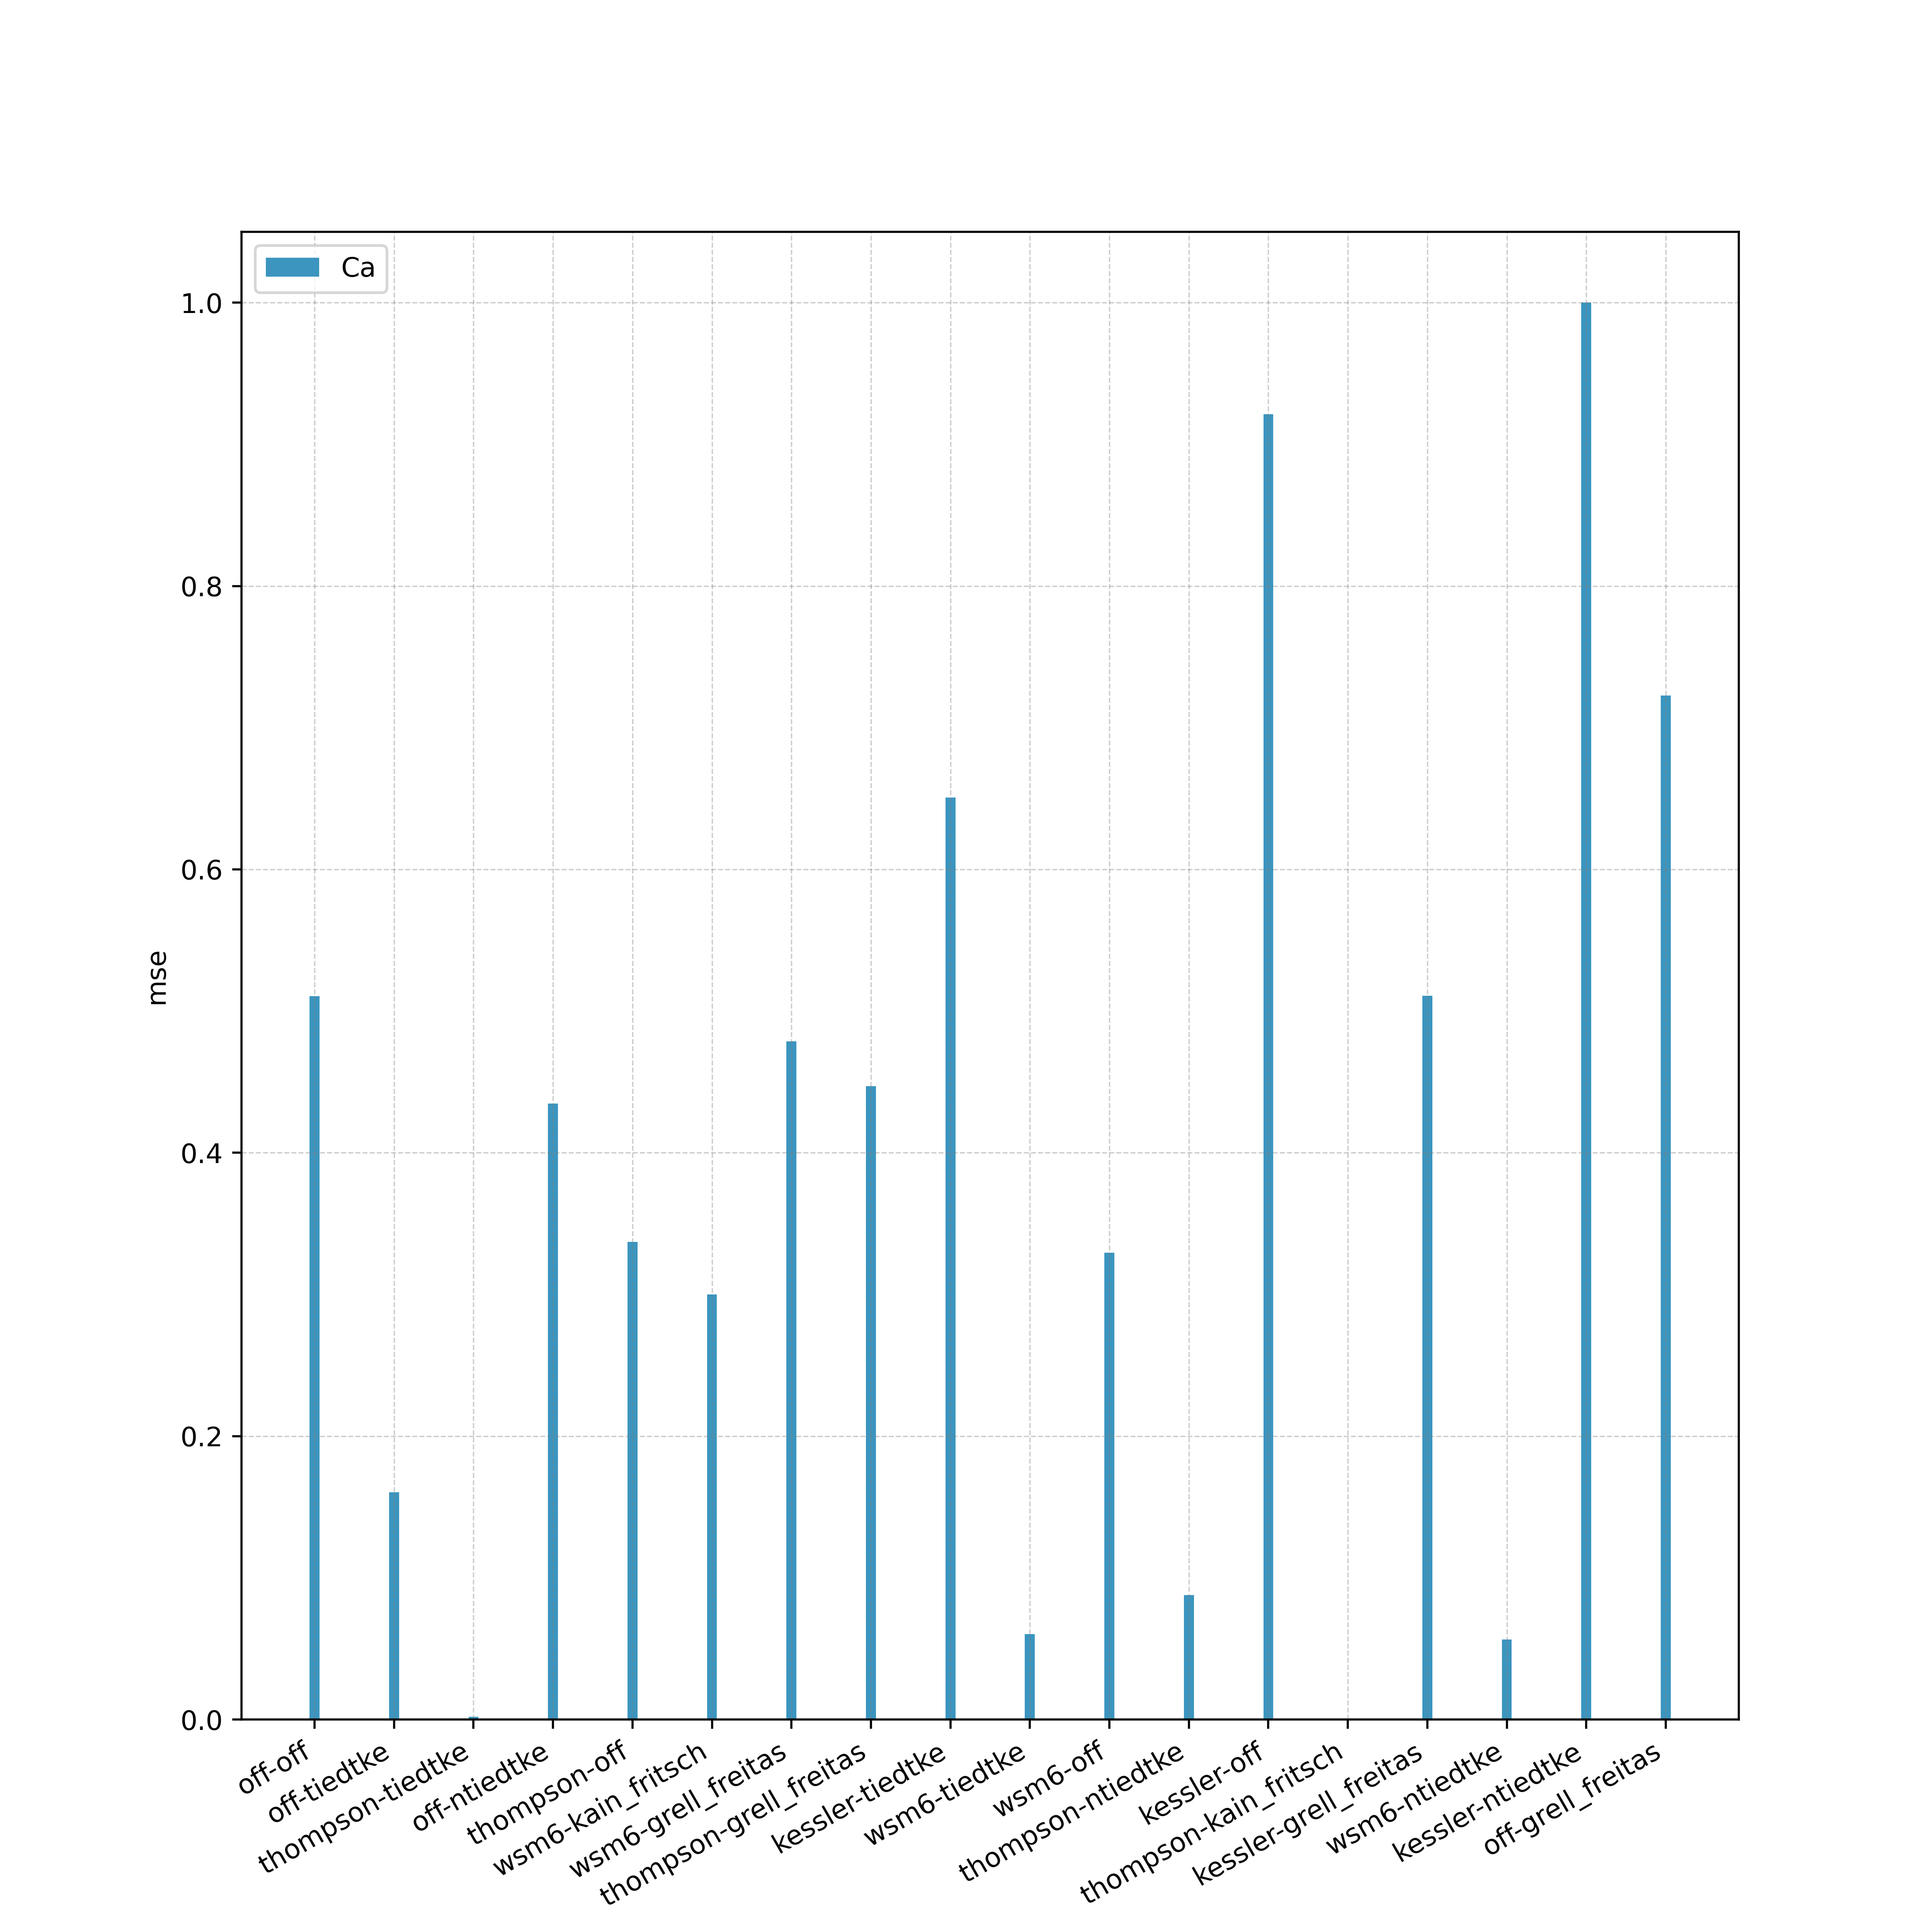 Ca
1.0
0.8
0.6
0.4
0.2
0.0
mse
off-off
off-tiedtke
thompson-tiedtke
off-ntiedtke
thompson-off
wsm6-kain_fritsch
wsm6-grell_freitas
thompson-grell_freitas
kessler-tiedtke
wsm6-tiedtke
wsm6-off
thompson-ntiedtke
kessler-off
thompson-kain_fritsch
kessler-grell_freitas
wsm6-ntiedtke
kessler-ntiedtke
off-grell_freitas